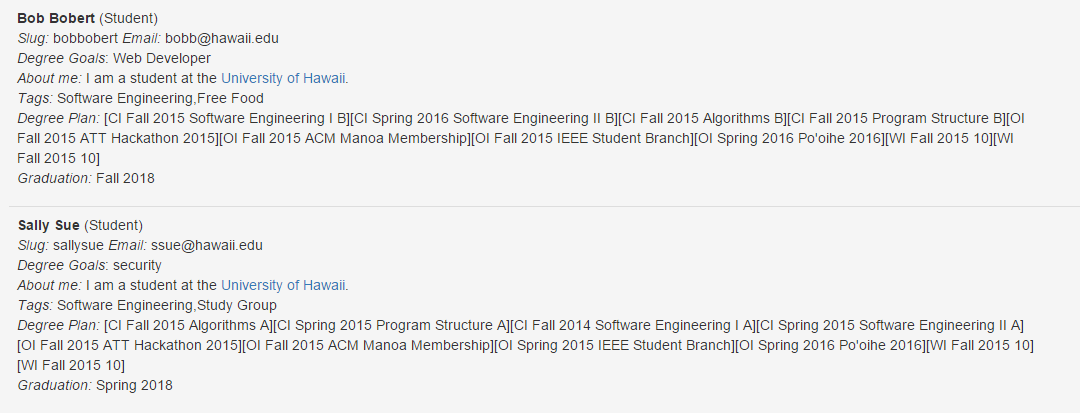 Bob Bobert (Student)
Slug: bobbobert Email: bobb@hawaii.edu
Degree Goals: Web Developer
About me: I am a student at the University of Hawaii.
Tags: Software Engineering,Free Food
Degree Plan: [CI Fall 2015 Software Engineering I B][CI Spring 2016 Software Engineering II B][CI Fall 2015 Algorithms B][CI Fall 2015 Program Structure B][OI
Fall 2015 ATT Hackathon 2015][OI Fall 2015 ACM Manoa Membership][OI Fall 2015 IEEE Student Branch][OI Spring 2016 Po'oihe 2016][WI Fall 2015 10][WI
Fall 2015 10]
Graduation: Fall 2018
Sally Sue (Student)
Slug: sallysue Email: ssue@hawaii.edu
Degree Goals: security
About me: I am a student at the University of Hawaii.
Tags: Software Engineering,Study Group
Degree Plan: [CI Fall 2015 Algorithms A][CI Spring 2015 Program Structure A][CI Fall 2014 Software Engineering I A][CI Spring 2015 Software Engineering II A]
[OI Fall 2015 ATT Hackathon 2015][OI Fall 2015 ACM Manoa Membership][OI Spring 2015 IEEE Student Branch][OI Spring 2016 Po'oihe 2016][WI Fall 2015 10]
[WI Fall 2015 10]
Graduation: Spring 2018